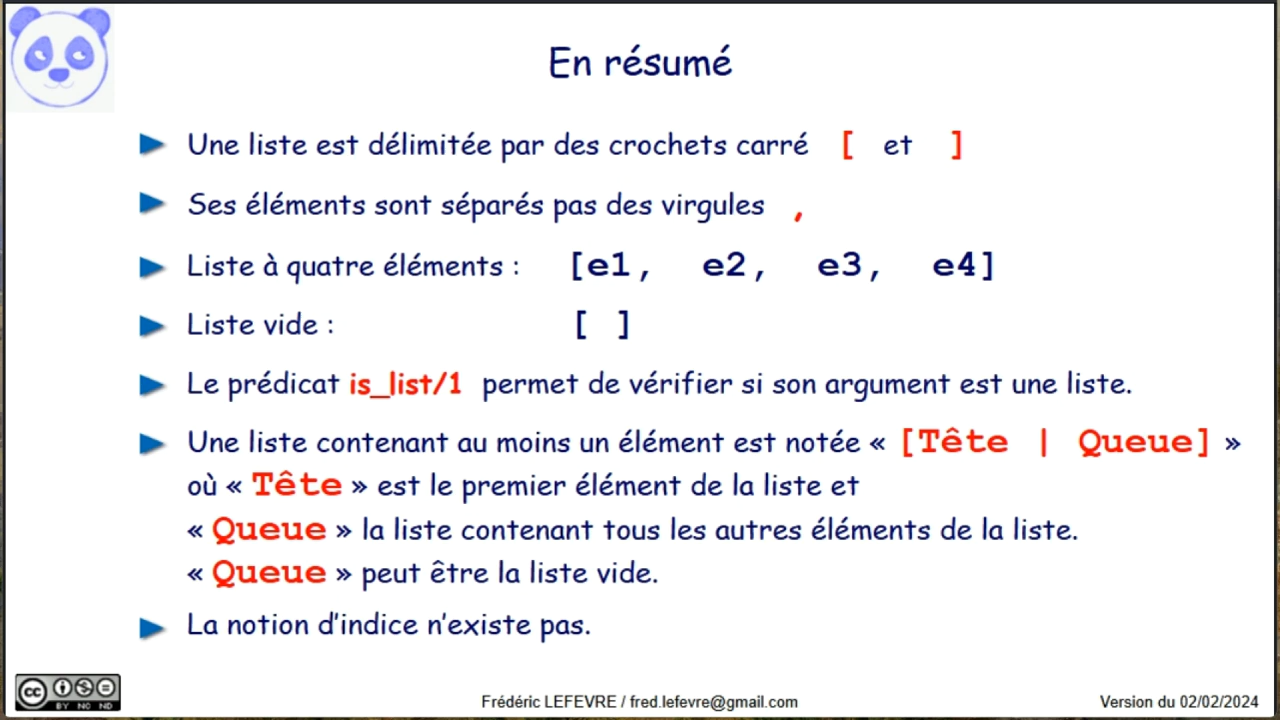 En résumé
Une liste est délimitée par des crochets carré [ et ]
Ses éléments sont séparés pas des virgules ,
Liste à quatre éléments : [e1, e2, e3, e4]
Liste vide : [ ]
Le prédicat is_list/1 permet de vérifier si son argument est une liste.
Une liste contenant au moins un élément est notée « [Tête | Queue] »
où « Tête » est le premier élément de la liste et
« Queue » la liste contenant tous les autres éléments de la liste.
« Queue » peut être la liste vide.
La notion d'indice n'existe pas.
cc BY NC ND
Frédéric LEFEVRE / fred.lefevre@gmail.com
Version du 02/02/2024